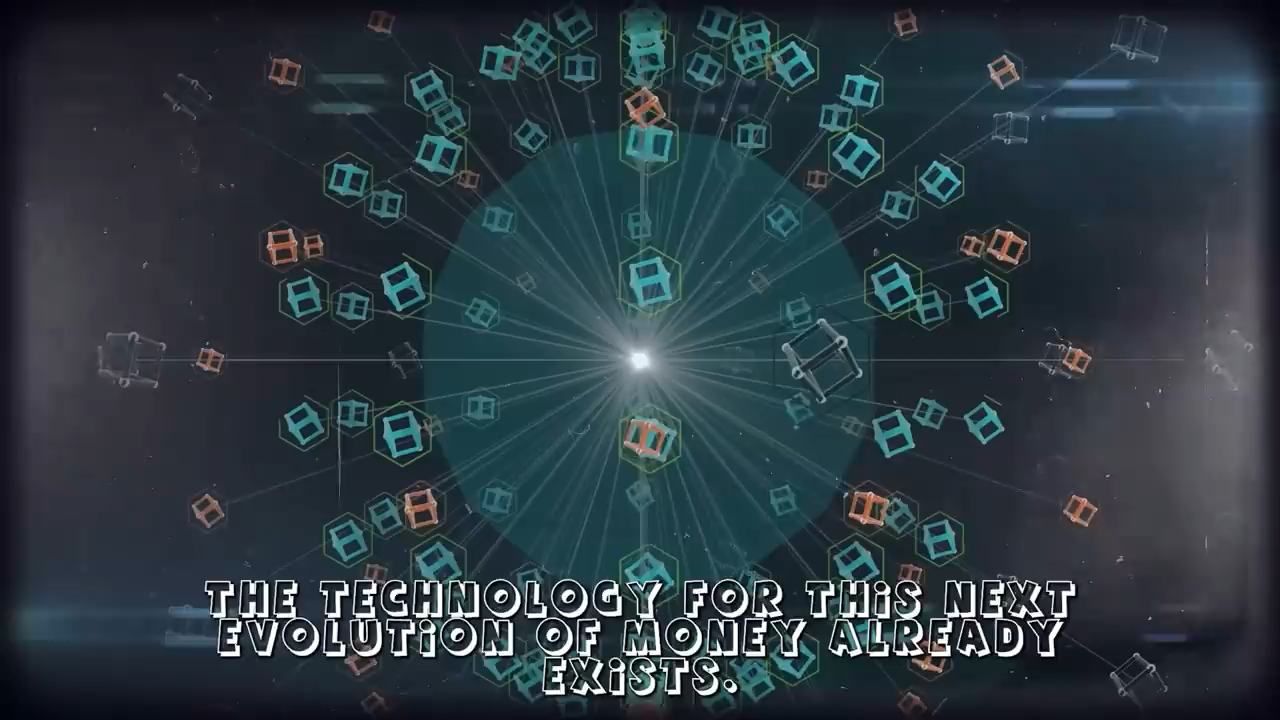 THE TECHNOLOGY FOR THiS NEXT
EVOLUTiON OF MONEY ALREADY
EXiSTS.